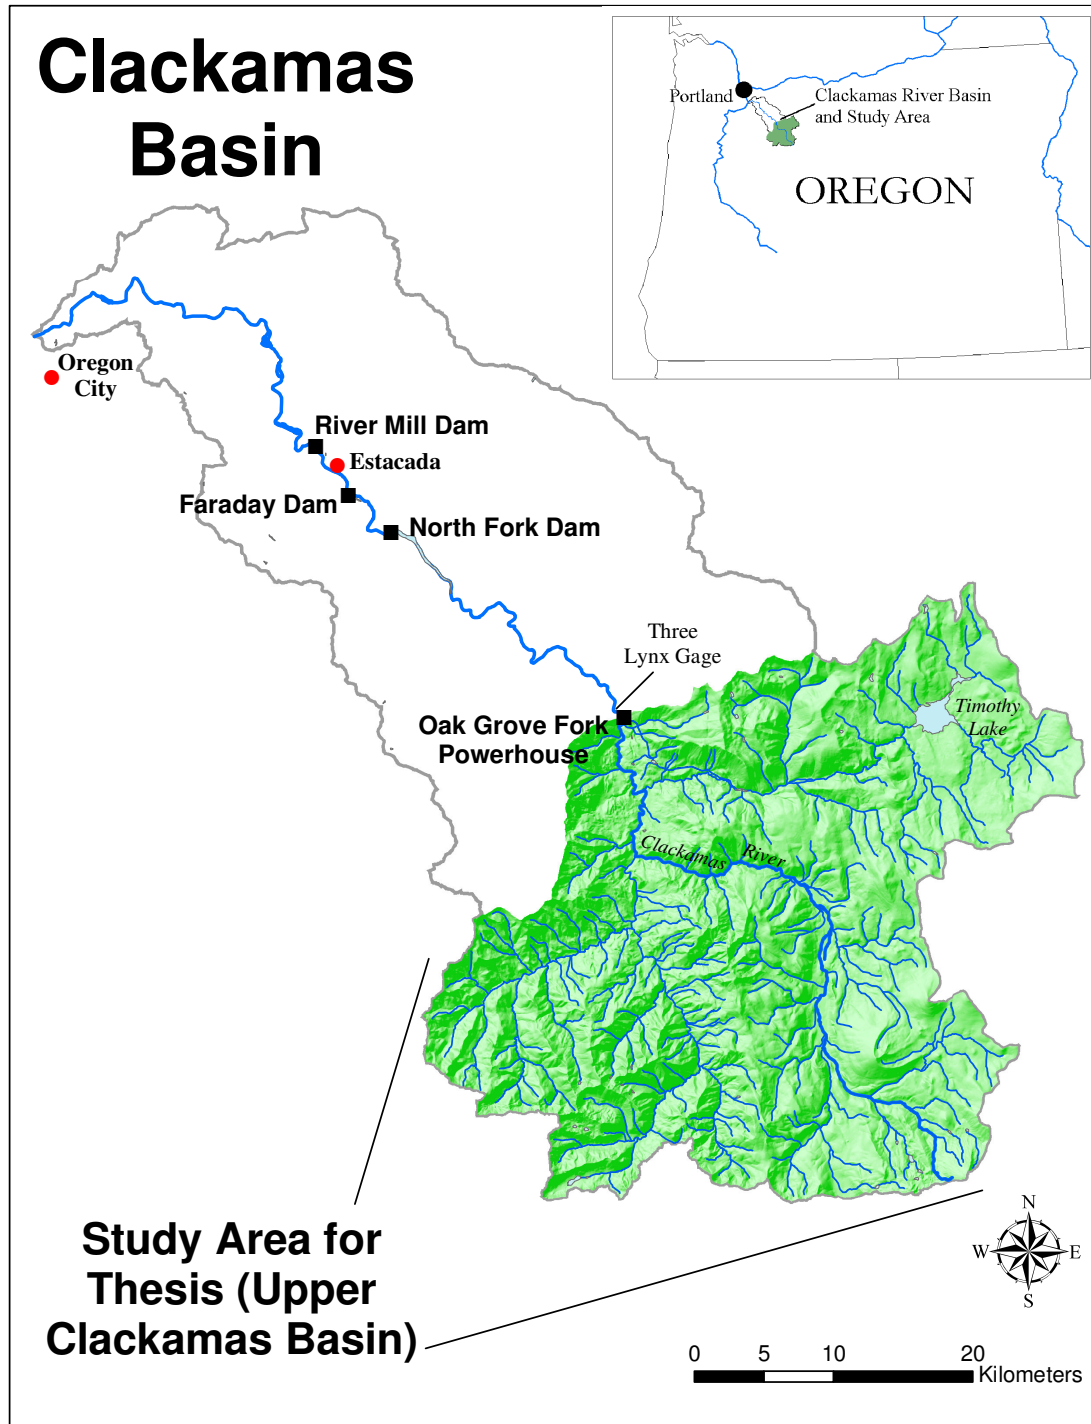 Clackamas
Basin
Portland
Clackamas River Basin
and Study Area
OREGON
Oregon
City
River Mill Dam
Estacada
Faraday Dam
North Fork Dam
Three
Lynx Gage
Oak Grove Fork
Powerhouse
Timothy
Lake
Clackamas River
Study Area for
Thesis (Upper
Clackamas Basin)
N
W E
S
0 5 10 20
Kilometers